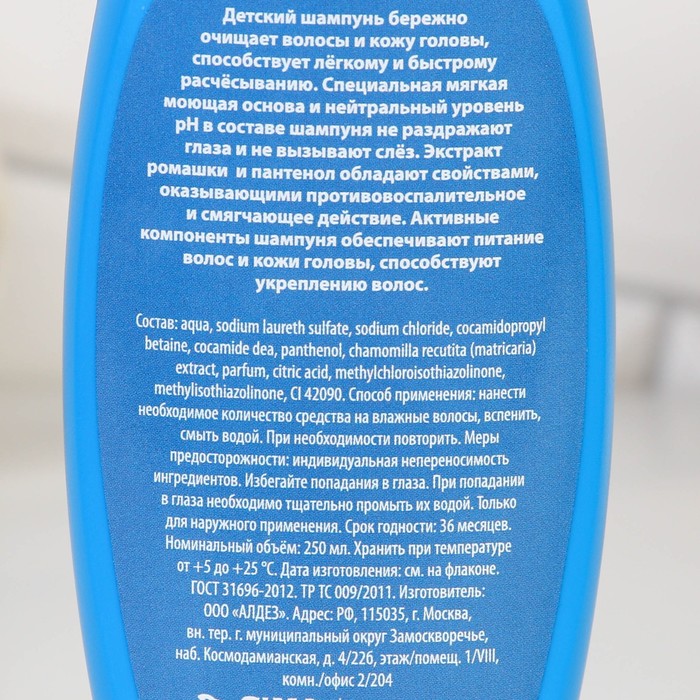 Детский шампунь бережно
очищает волосы и кожу головы,
способствует лёгкому и быстрому
расчёсыванию. Специальная мягкая
моющая основа и нейтральный уровень
pH в составе шампуня не раздражают
глаза и не вызывают слёз. Экстракт
ромашки и пантенол обладают свойствами,
оказывающими противовоспалительное
и смягчающее действие. Активные
компоненты шампуня обеспечивают питание
волос и кожи головы, способствуют
укреплению волос.
Состав: aqua, sodium laureth sulfate, sodium chloride, cocamidopropyl
betaine, cocamide dea, panthenol, chamomilla recutita (matricaria)
extract, parfum, citric acid, methylchloroisothiazolinone,
methylisothiazolinone, CI 42090. Способ применения: нанести
необходимое количество средства на влажные волосы, вспенить,
смыть водой. При необходимости повторить. Меры
предосторожности: индивидуальная непереносимость
ингредиентов. Избегайте попадания в глаза. При попадании
в глаза необходимо тщательно промыть их водой. Только
для наружного применения. Срок годности: 36 месяцев.
Номинальный объём: 250 мл. Хранить при температуре
от +5 до +25 °C. Дата изготовления: см. на флаконе.
ГОСТ 31696-2012. ТР ТС 009/2011. Изготовитель:
ООО «АЛДЕЗ». Адрес: РФ, 115035, г. Москва,
вн. тер. г. муниципальный округ Замоскворечье,
наб. Космодамианская, д. 4/22б, этаж/помещ. 1/VIII,
комн./офис 2/204